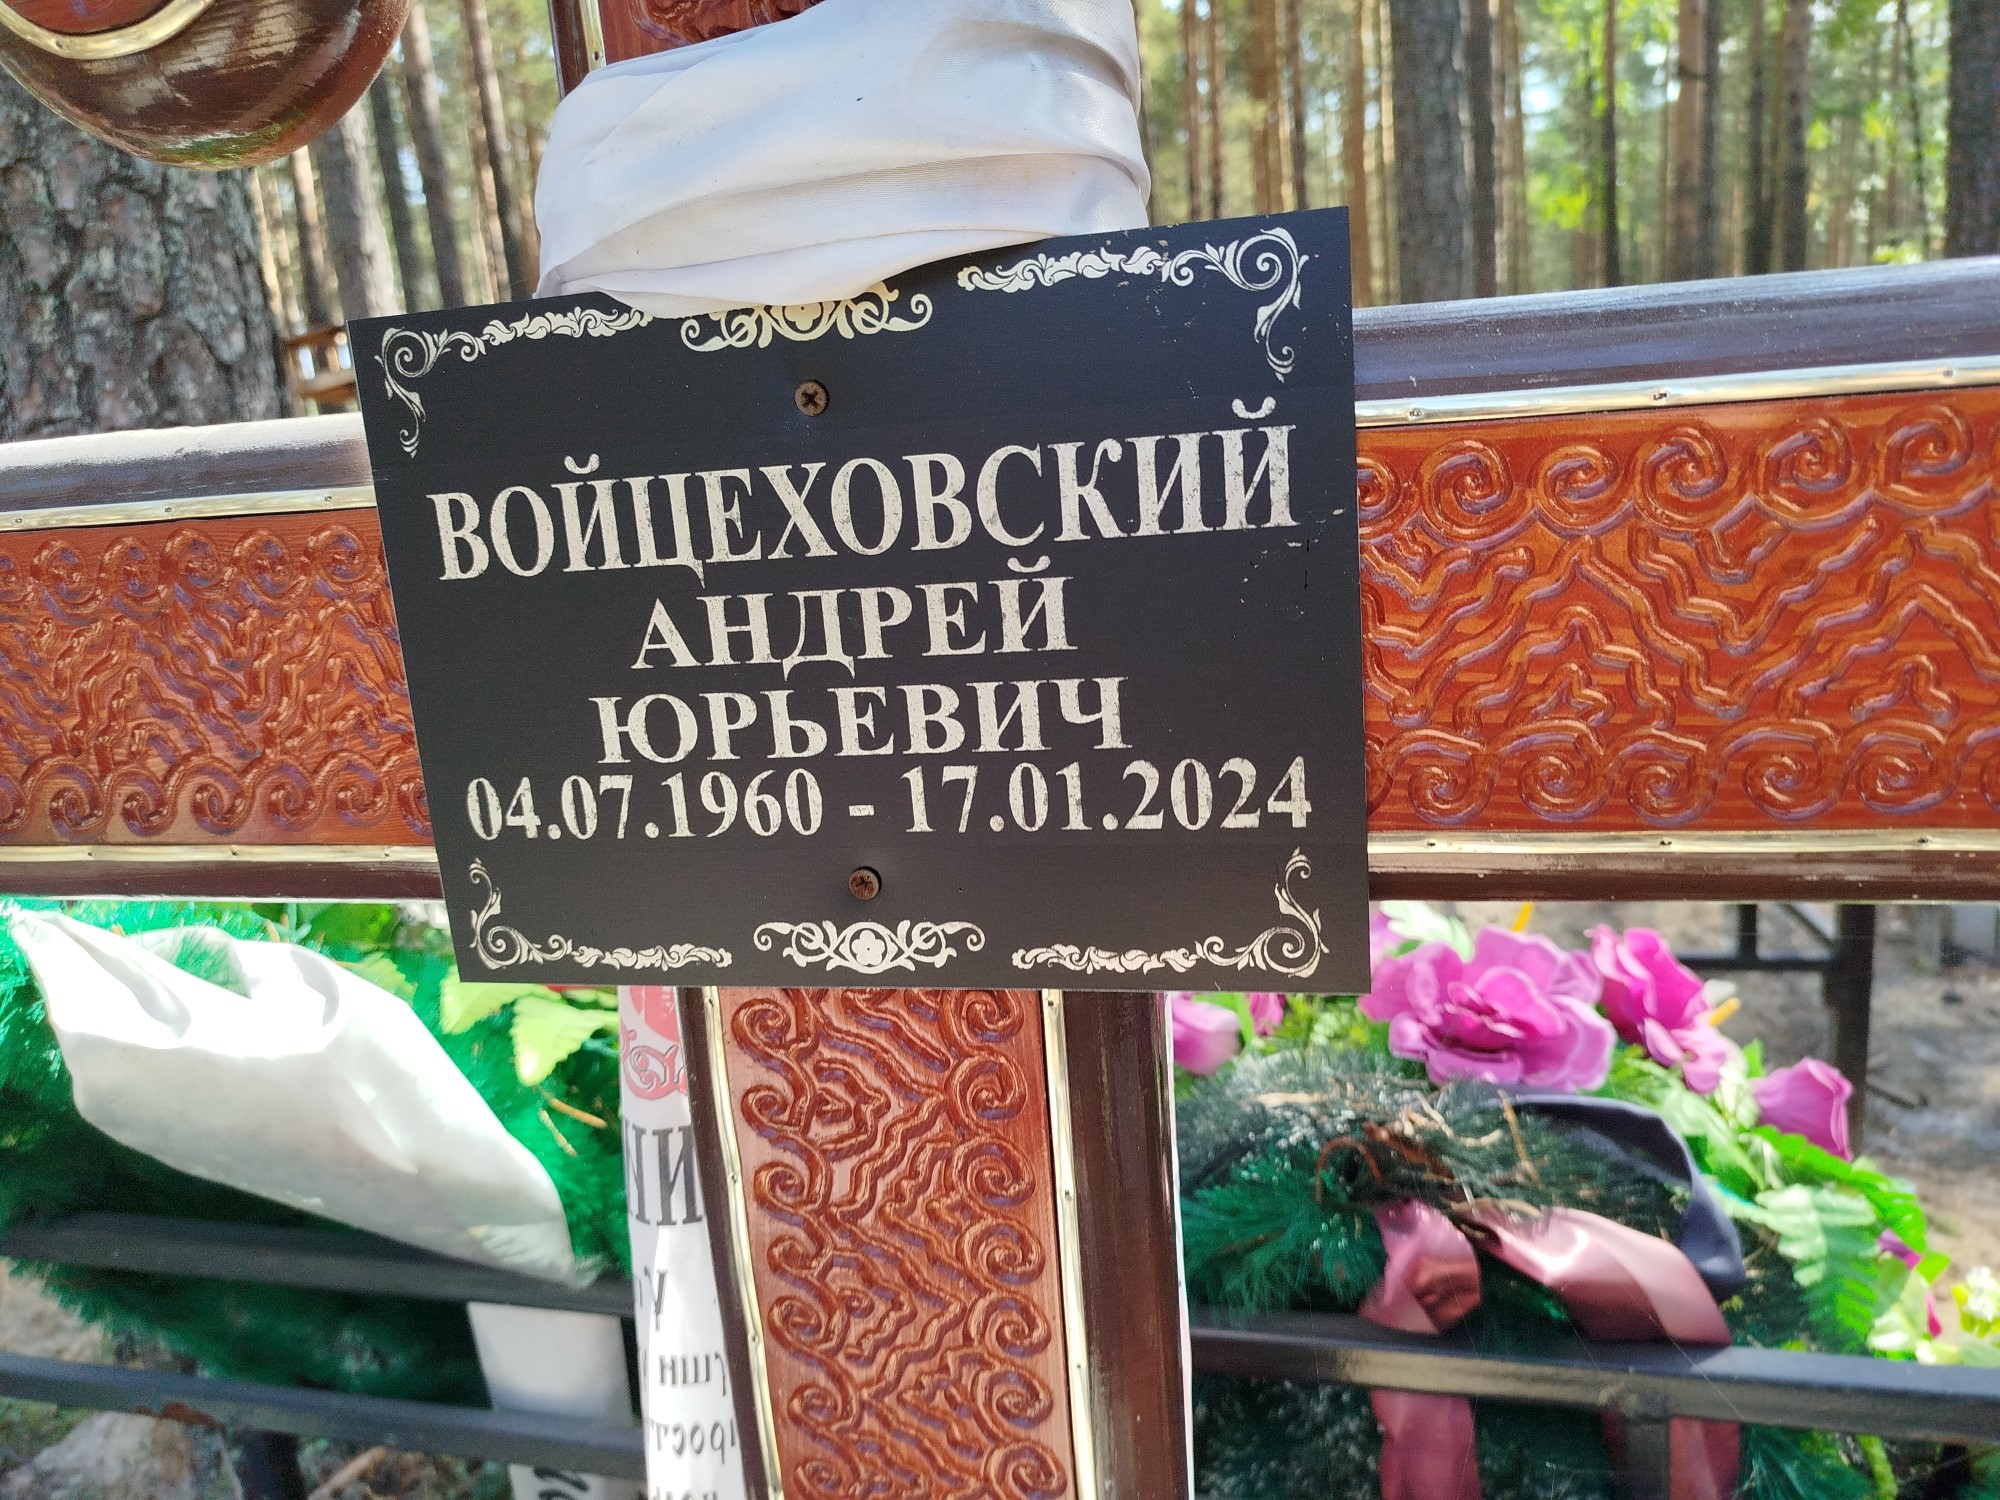 ВОЙЦЕХОВСКИЙ
АНДРЕЙ
ЮРЬЕВИЧ
04.07.1960 - 17.01.2024